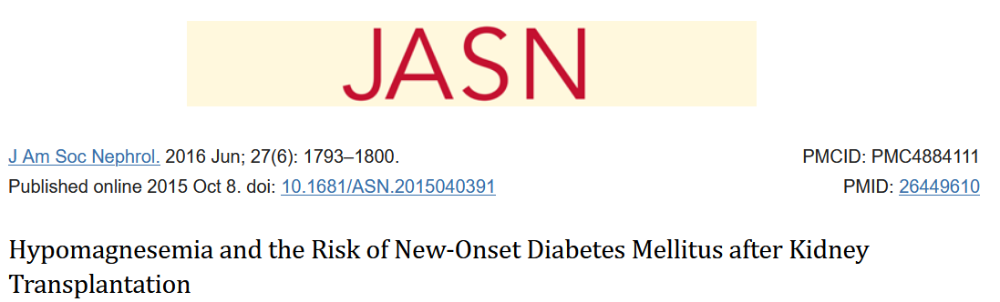 JASN
J Am Soc Nephrol. 2016 Jun; 27(6): 1793–1800.
PMCID: PMC4884111
Published online 2015 Oct 8. doi: 10.1681/ASN.2015040391
PMID: 26449610
Hypomagnesemia and the Risk of New-Onset Diabetes Mellitus after Kidney
Transplantation